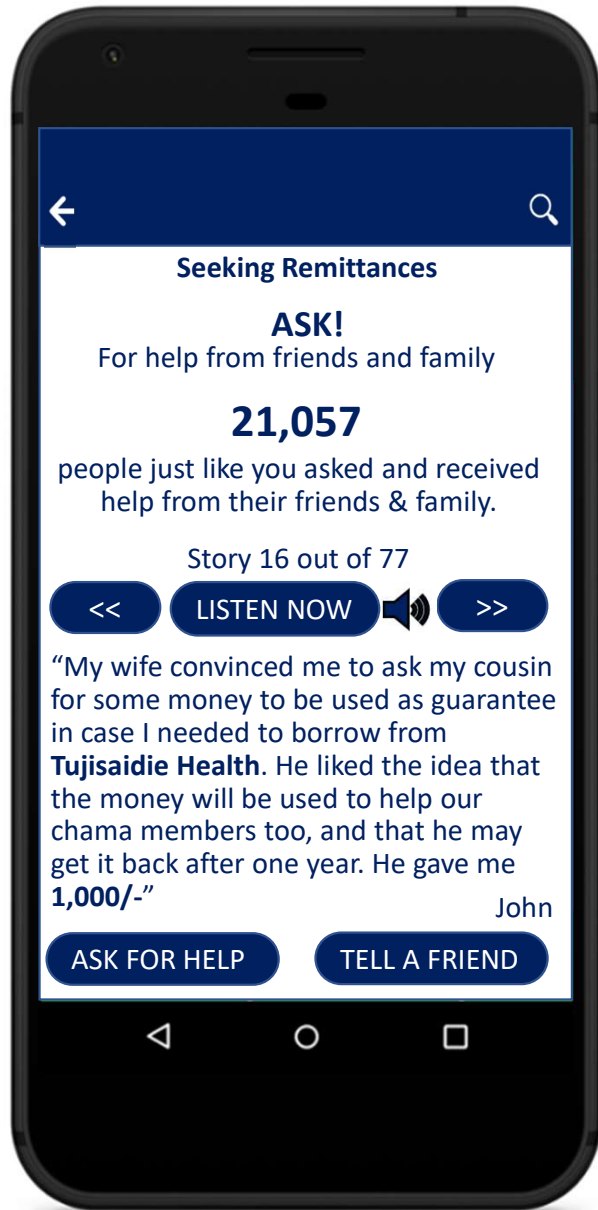 Seeking Remittances
ASK!
For help from friends and family
21,057
people just like you asked and received
help from their friends & family.
Story 16 out of 77
<< LISTEN NOW >>
“My wife convinced me to ask my cousin
for some money to be used as guarantee
in case I needed to borrow from
Tujisaidie Health. He liked the idea that
the money will be used to help our
chama members too, and that he may
get it back after one year. He gave me
1,000/-”
John
ASK FOR HELP TELL A FRIEND